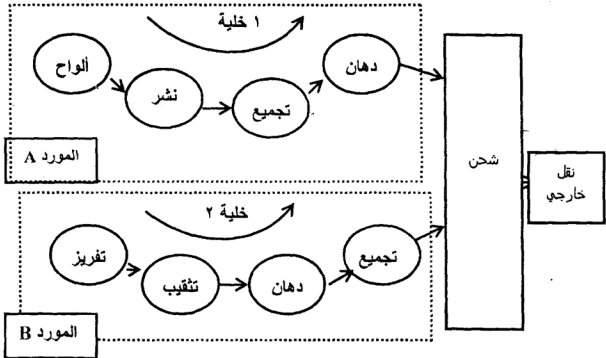 خلية ١
ألواح
نشر
تجميع
دهان
المورد A
خلية ٢
تفريز
تثقيب
دهان
تجميع
المورد B
شحن
نقل
خارجي